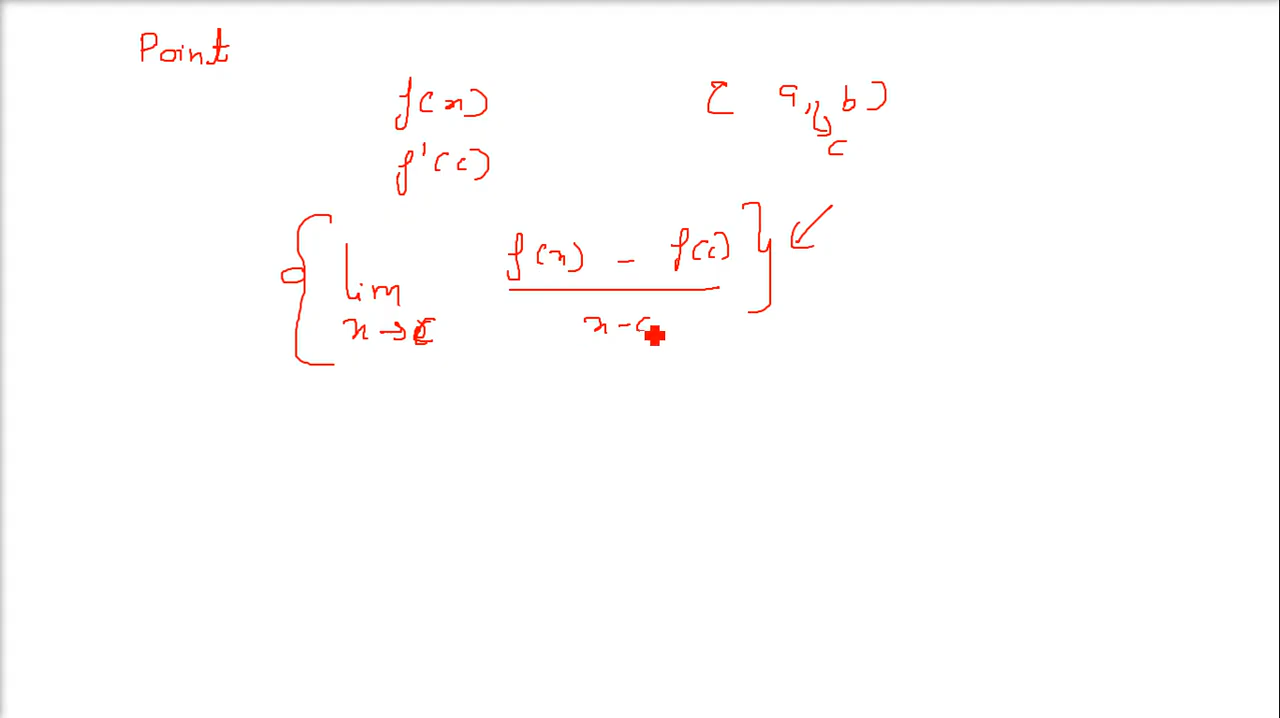 Point
f(x) [ a, b ]
c
f'(c)
{ lim f(x) - f(c) }
x→c x-c